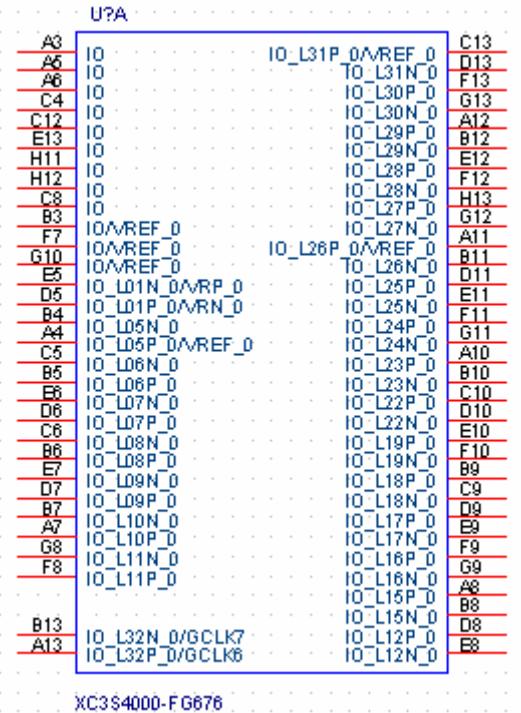 U?A
A3 IO IO_L31P_0/VREF_0 C13
A5 IO IO_L31N_0 D13
A6 IO IO_L30P_0 F13
C4 IO IO_L30N_0 G13
C12 IO IO_L29P_0 A12
E13 IO IO_L29N_0 B12
H11 IO IO_L28P_0 E12
H12 IO IO_L28N_0 F12
C8 IO IO_L27P_0 H13
B3 IO/VREF_0 IO_L27N_0 G12
F7 IO/VREF_0 IO_L26P_0/VREF_0 A11
G10 IO/VREF_0 IO_L26N_0 B11
E5 IO_L01N_0/VRP_0 IO_L25P_0 D11
D5 IO_L01P_0/VRN_0 IO_L25N_0 E11
B4 IO_L05N_0 IO_L24P_0 F11
A4 IO_L05P_0/VREF_0 IO_L24N_0 G11
C5 IO_L06N_0 IO_L23P_0 A10
B5 IO_L06P_0 IO_L23N_0 B10
E6 IO_L07N_0 IO_L22P_0 C10
D6 IO_L07P_0 IO_L22N_0 D10
C6 IO_L08N_0 IO_L19P_0 E10
B6 IO_L08P_0 IO_L19N_0 F10
E7 IO_L09N_0 IO_L18P_0 B9
D7 IO_L09P_0 IO_L18N_0 C9
B7 IO_L10N_0 IO_L17P_0 D9
A7 IO_L10P_0 IO_L17N_0 E9
G8 IO_L11N_0 IO_L16P_0 F9
F8 IO_L11P_0 IO_L16N_0 G9
IO_L15P_0 A8
IO_L15N_0 B8
B13 IO_L32N_0/GCLK7 IO_L12P_0 D8
A13 IO_L32P_0/GCLK6 IO_L12N_0 E8
XC3S4000-FG676